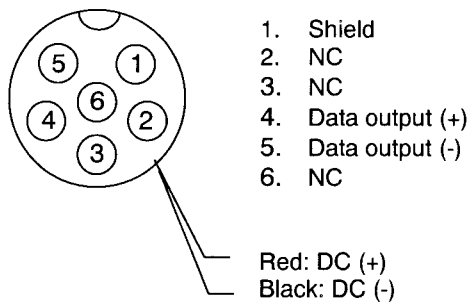 5 1
6
4 2
3
1. Shield
2. NC
3. NC
4. Data output (+)
5. Data output (-)
6. NC
Red: DC (+)
Black: DC (-)